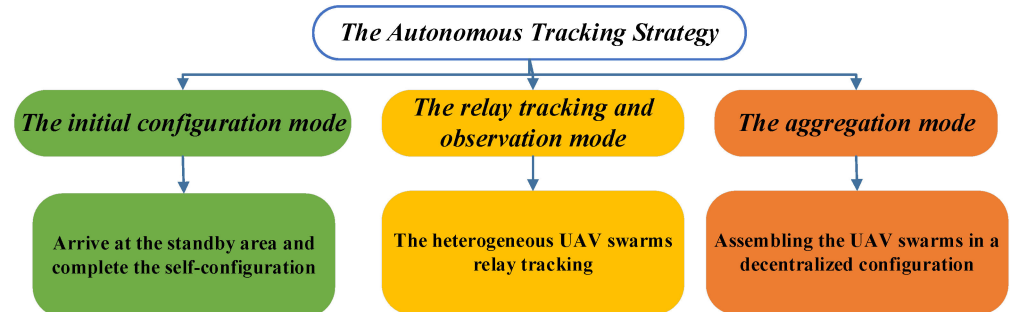 The Autonomous Tracking Strategy
The initial configuration mode
The relay tracking and
observation mode
The aggregation mode
Arrive at the standby area and
complete the self-configuration
The heterogeneous UAV swarms
relay tracking
Assembling the UAV swarms in a
decentralized configuration